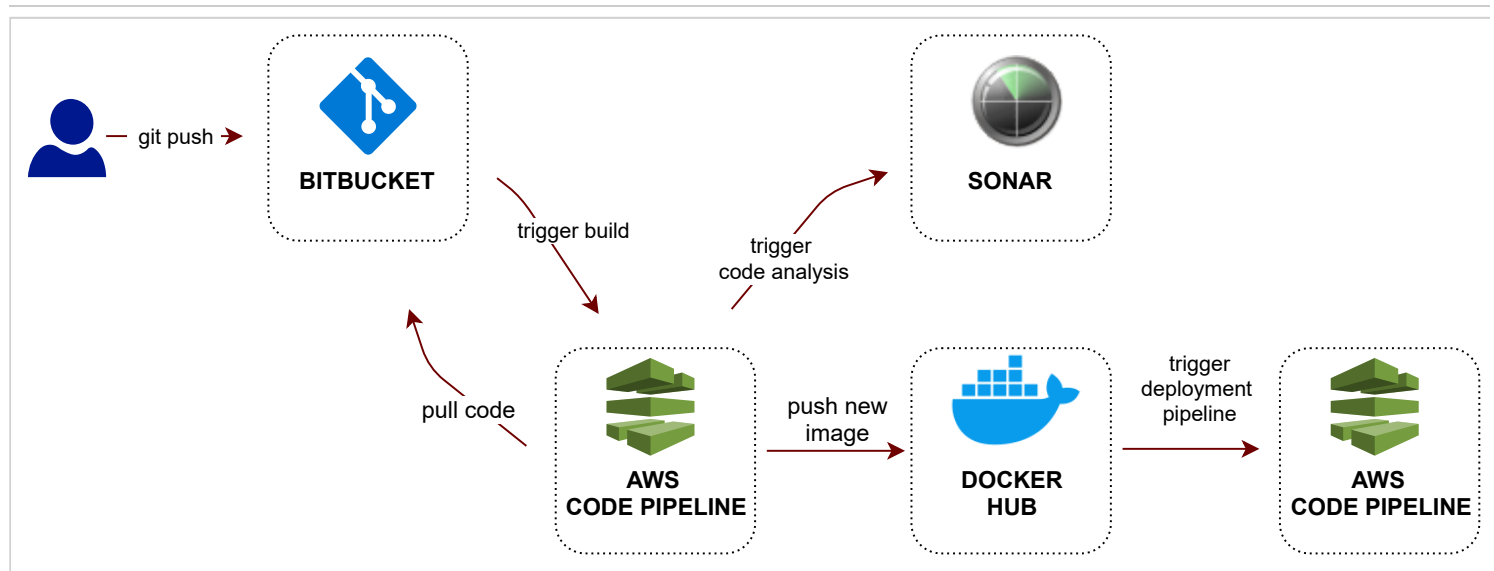 git push
BITBUCKET
SONAR
trigger build
trigger
code analysis
pull code
AWS
CODE PIPELINE
push new
image
DOCKER
HUB
trigger
deployment
pipeline
AWS
CODE PIPELINE